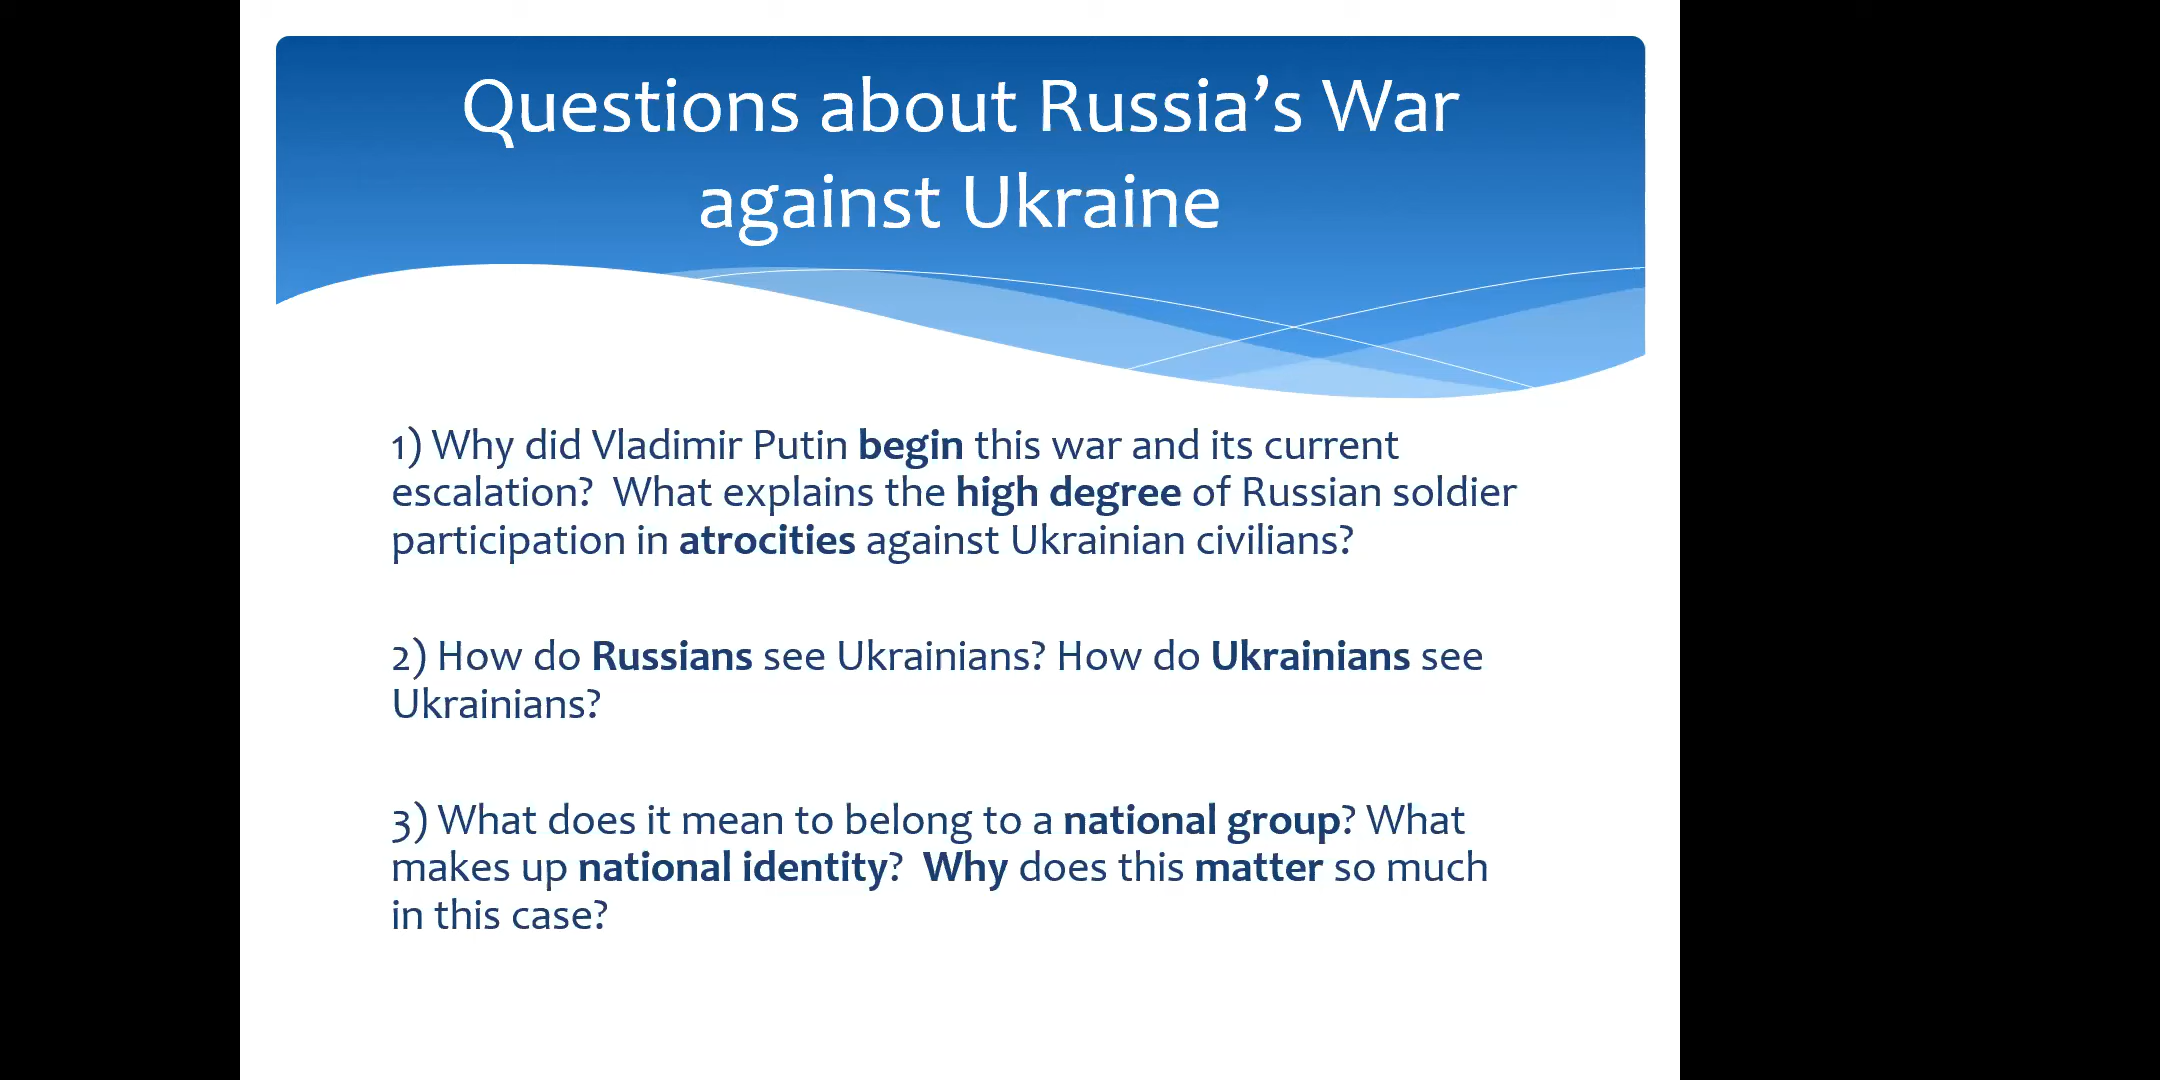 Questions about Russia’s War
against Ukraine
1) Why did Vladimir Putin begin this war and its current
escalation?  What explains the high degree of Russian soldier
participation in atrocities against Ukrainian civilians?
2) How do Russians see Ukrainians? How do Ukrainians see
Ukrainians?
3) What does it mean to belong to a national group? What
makes up national identity?  Why does this matter so much
in this case?